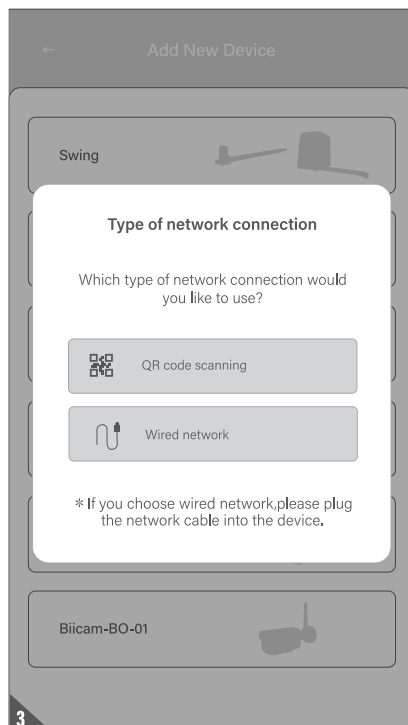 ← Add New Device
Swing
Type of network connection
Which type of network connection would
you like to use?
QR code scanning
Wired network
* If you choose wired network,please plug
the network cable into the device.
Biicam-BO-01
3